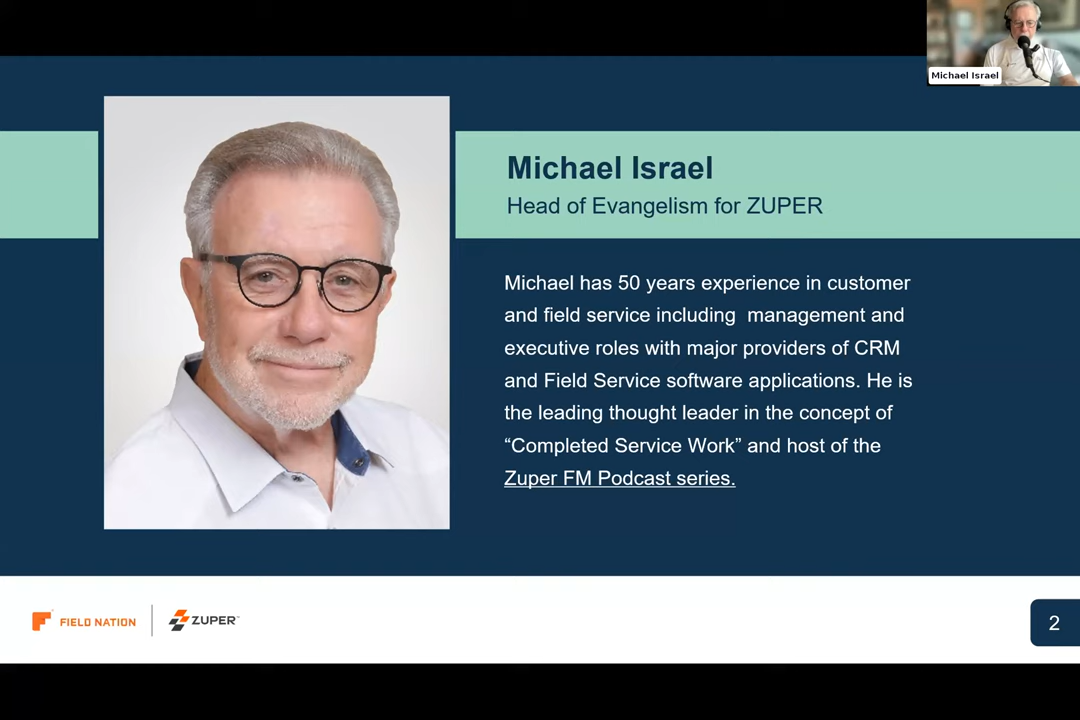 Michael Israel
Michael Israel
Head of Evangelism for ZUPER
Michael has 50 years experience in customer
and field service including  management and
executive roles with major providers of CRM
and Field Service software applications. He is
the leading thought leader in the concept of
“Completed Service Work” and host of the
Zuper FM Podcast series.
FIELD NATION
ZUPER™
2